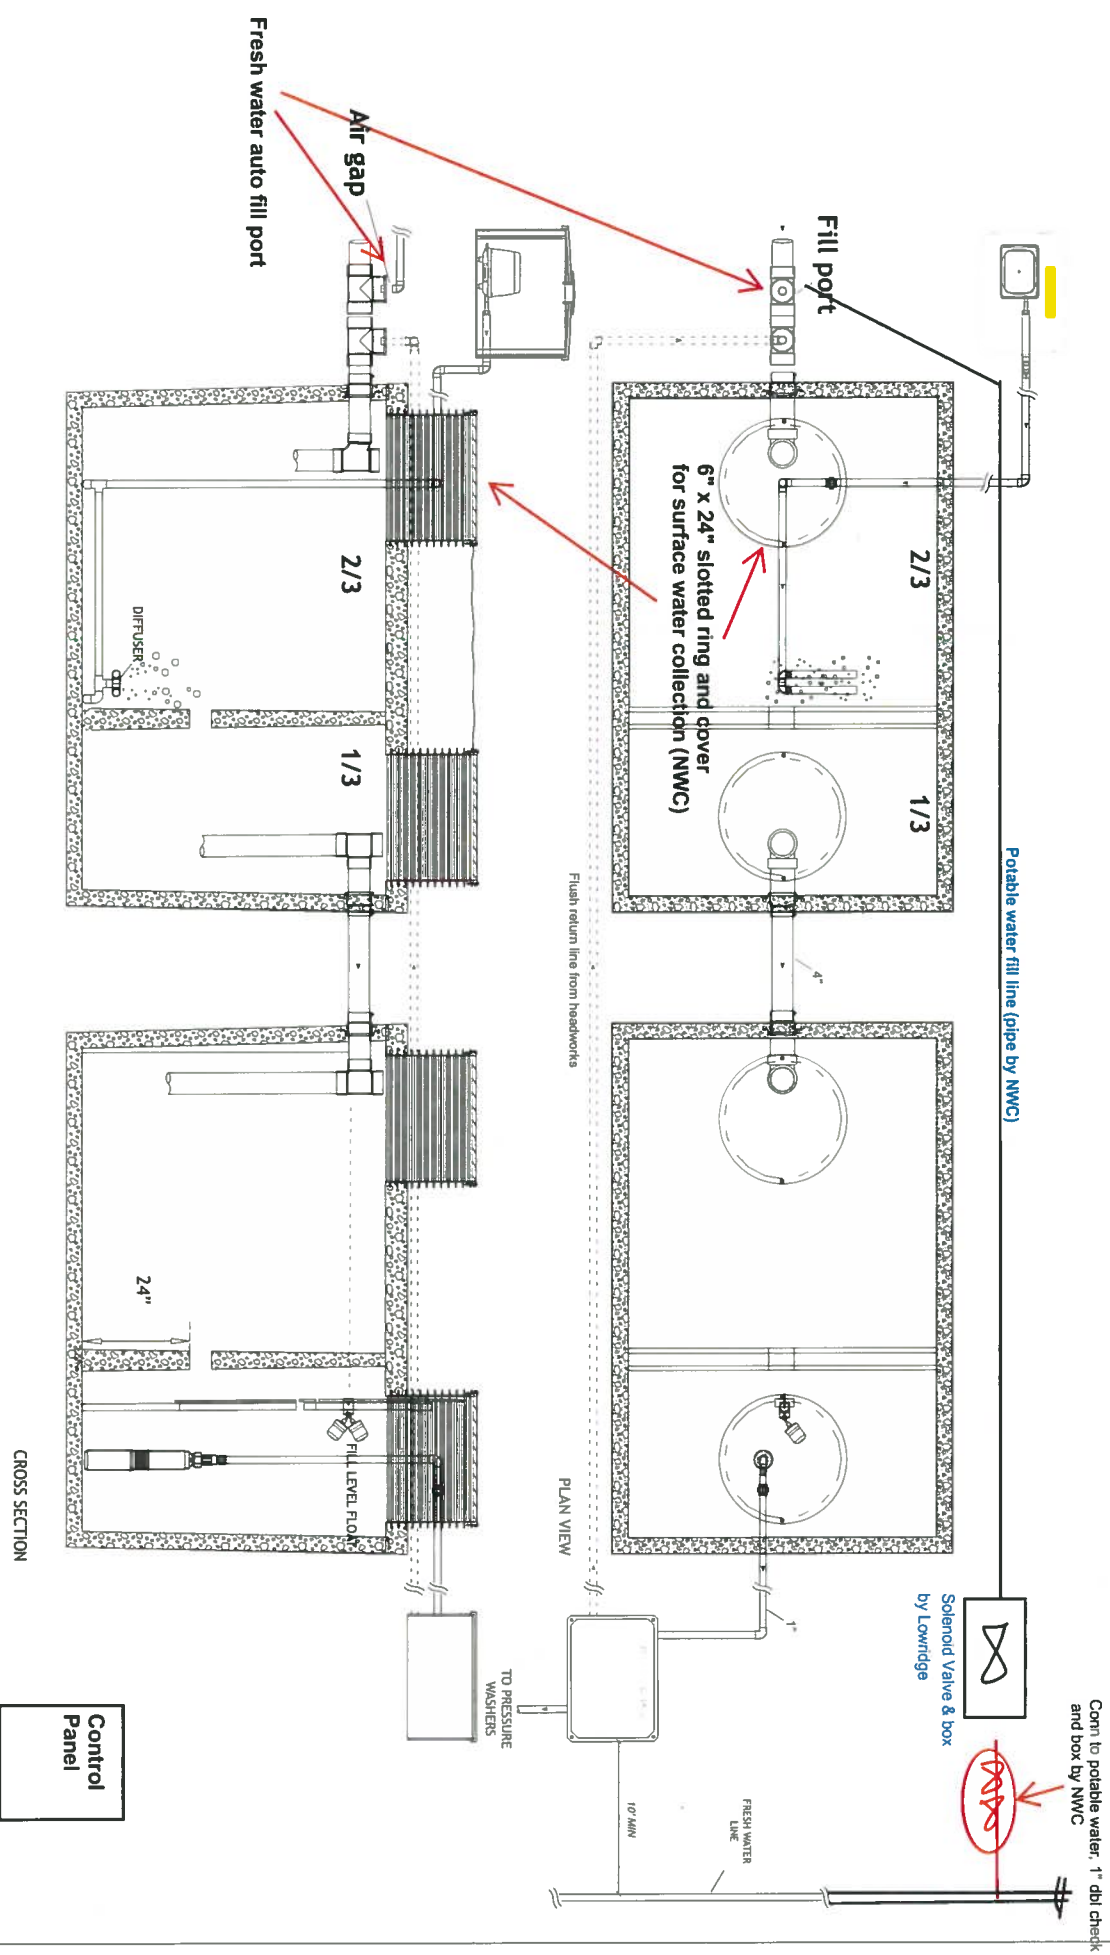 Conn to potable water, 1" dbl check
and box by NWC
Potable water fill line (pipe by NWC)
Solenoid Valve & box
by Lowridge
Fill port
2/3
1/3
4"
6" x 24" slotted ring and cover
for surface water collection (NWC)
1"
FRESH WATER
LINE
10' MIN
Flush return line from headworks
PLAN VIEW
TO PRESSURE
WASHERS
Air gap
Fresh water auto fill port
2/3
1/3
DIFFUSER
24"
FILL LEVEL FLOAT
Control
Panel
CROSS SECTION